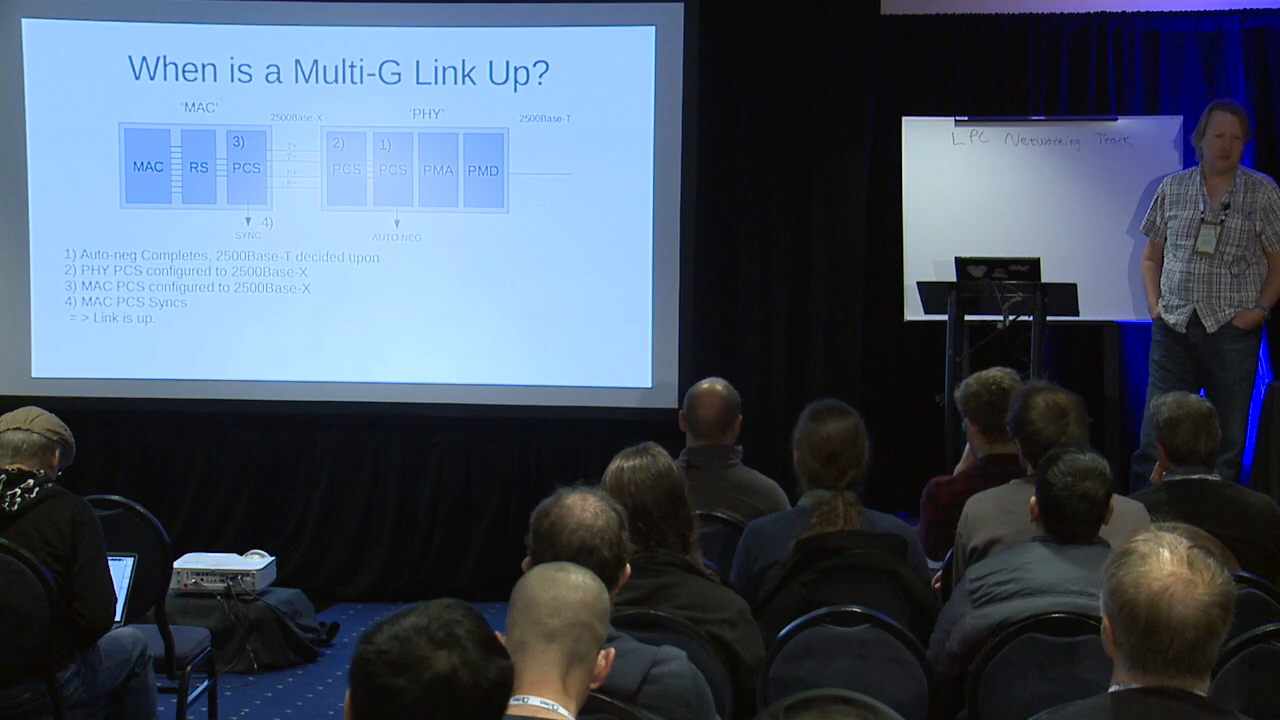 When is a Multi-G Link Up?
'MAC' 2500Base-X 'PHY' 2500Base-T
3) 2) 1)
MAC RS PCS PCS PCS PMA PMD
4)
SYNC AUTO-NEG
1) Auto-neg Completes, 2500Base-T decided upon
2) PHY PCS configured to 2500Base-X
3) MAC PCS configured to 2500Base-X
4) MAC PCS Syncs
= > Link is up.
LPC Networking Track